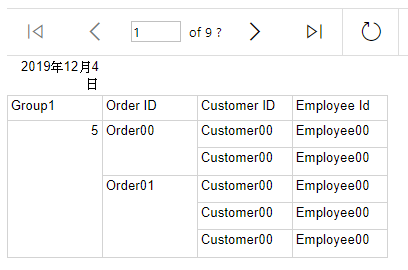 1 of 9 ?
2019年12月4
日
Group1 Order ID Customer ID Employee Id
5 Order00 Customer00 Employee00
Customer00 Employee00
Order01 Customer00 Employee00
Customer00 Employee00
Customer00 Employee00